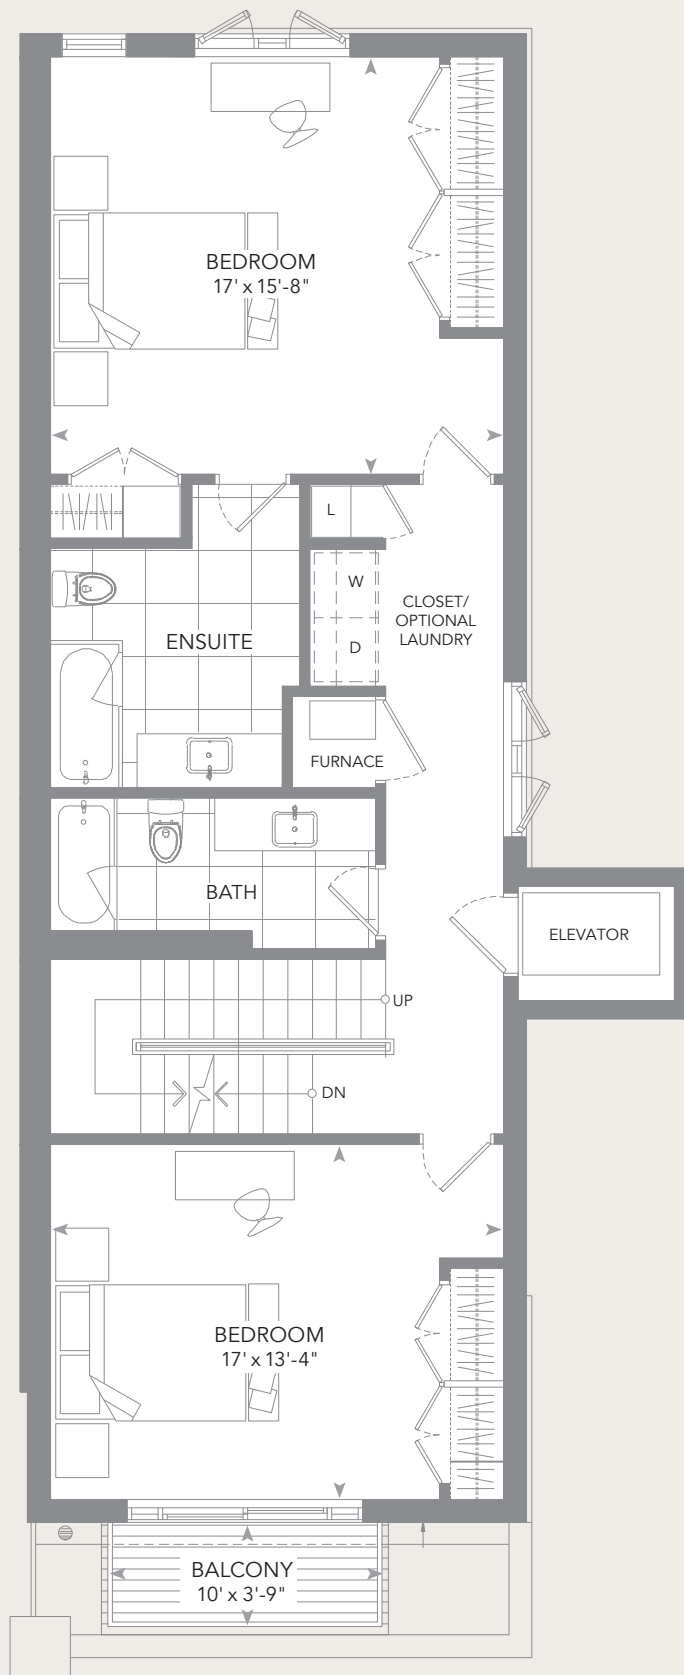 BEDROOM
17' x 15'-8"
L
W
CLOSET/
OPTIONAL
LAUNDRY
ENSUITE
D
FURNACE
BATH
ELEVATOR
UP
DN
BEDROOM
17' x 13'-4"
BALCONY
10' x 3'-9"